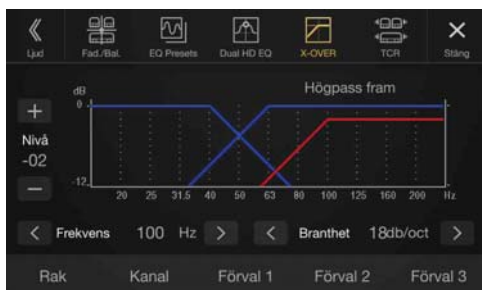 Ljud Fad./Bal. EQ Presets Dual HD EQ X-OVER TCR Stäng
dB Högpass fram
0
+
Nivå
-02
-12
20 25 31.5 40 50 63 80 100 125 160 200 Hz
Frekvens 100 Hz Branthet 18db/oct
Rak Kanal Förval 1 Förval 2 Förval 3